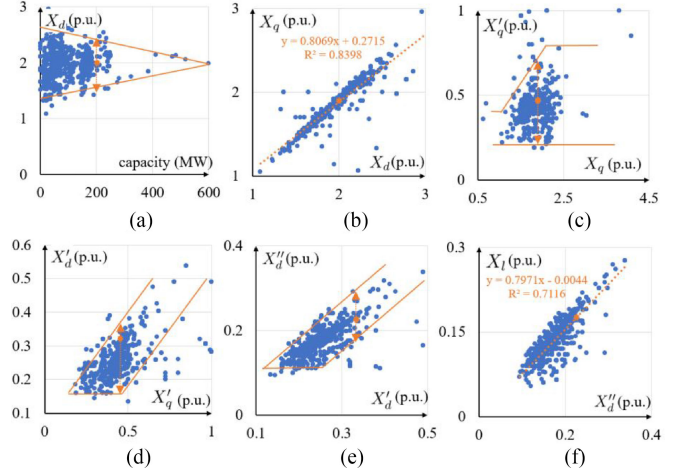 X_d (p.u.)
3
2
1
0
0
200
400
600
capacity (MW)
(a)
X_q (p.u.)
y = 0.8069x + 0.2715
R² = 0.8398
3
2
1
1
2
3
X_d (p.u.)
(b)
X′_q (p.u.)
1
0.5
0
0.5
2.5
4.5
X_q (p.u.)
(c)
X′_d (p.u.)
0.6
0.5
0.4
0.3
0.2
0.1
0
0.5
1
X′_q (p.u.)
(d)
X″_d (p.u.)
0.4
0.2
0
0.1
0.3
0.5
X′_d (p.u.)
(e)
X_l (p.u.)
y = 0.7971x - 0.0044
R² = 0.7116
0.3
0.15
0
0
0.2
0.4
X″_d (p.u.)
(f)